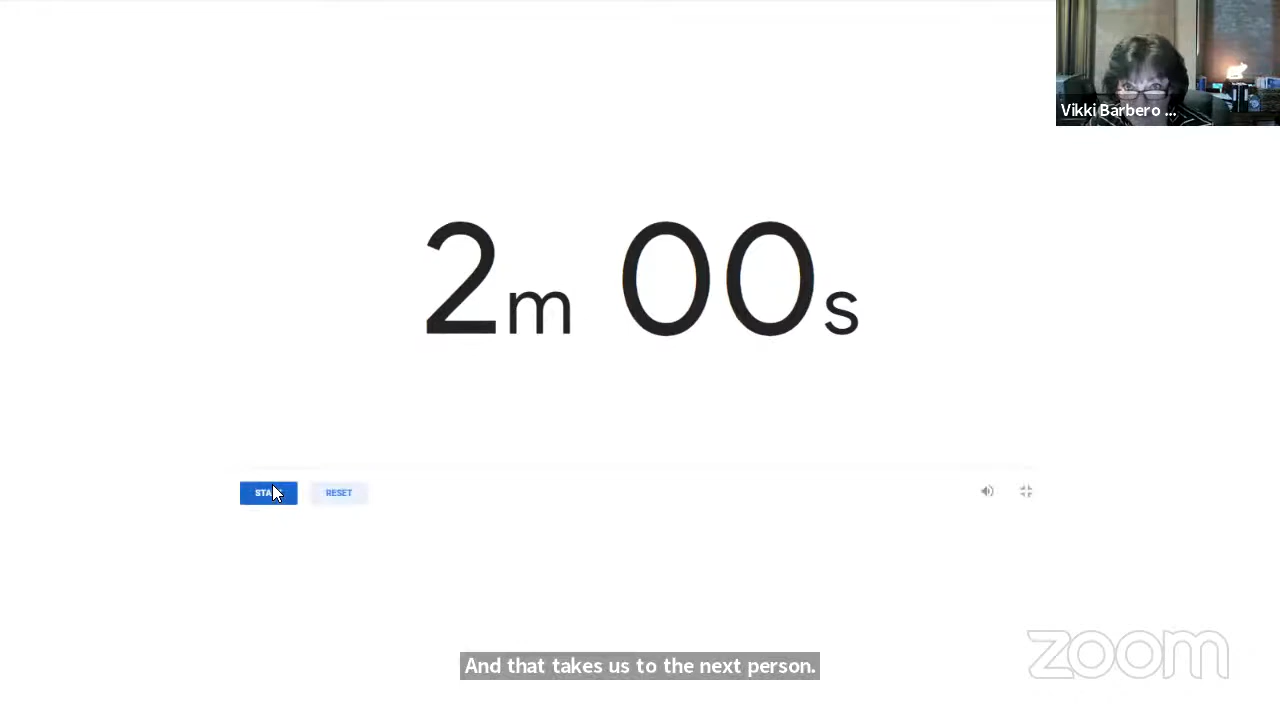 Vikki Barbero ...
2m 00s
RESET
And that takes us to the next person.
zoom